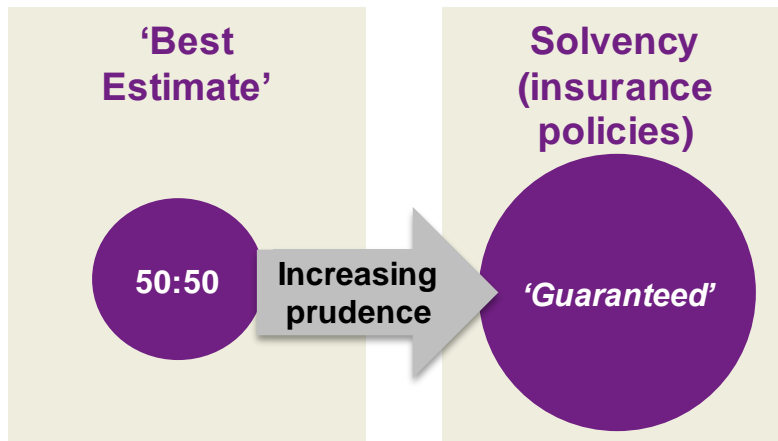 ‘Best
Estimate’
50:50
Increasing
prudence
Solvency
(insurance
policies)
‘Guaranteed’